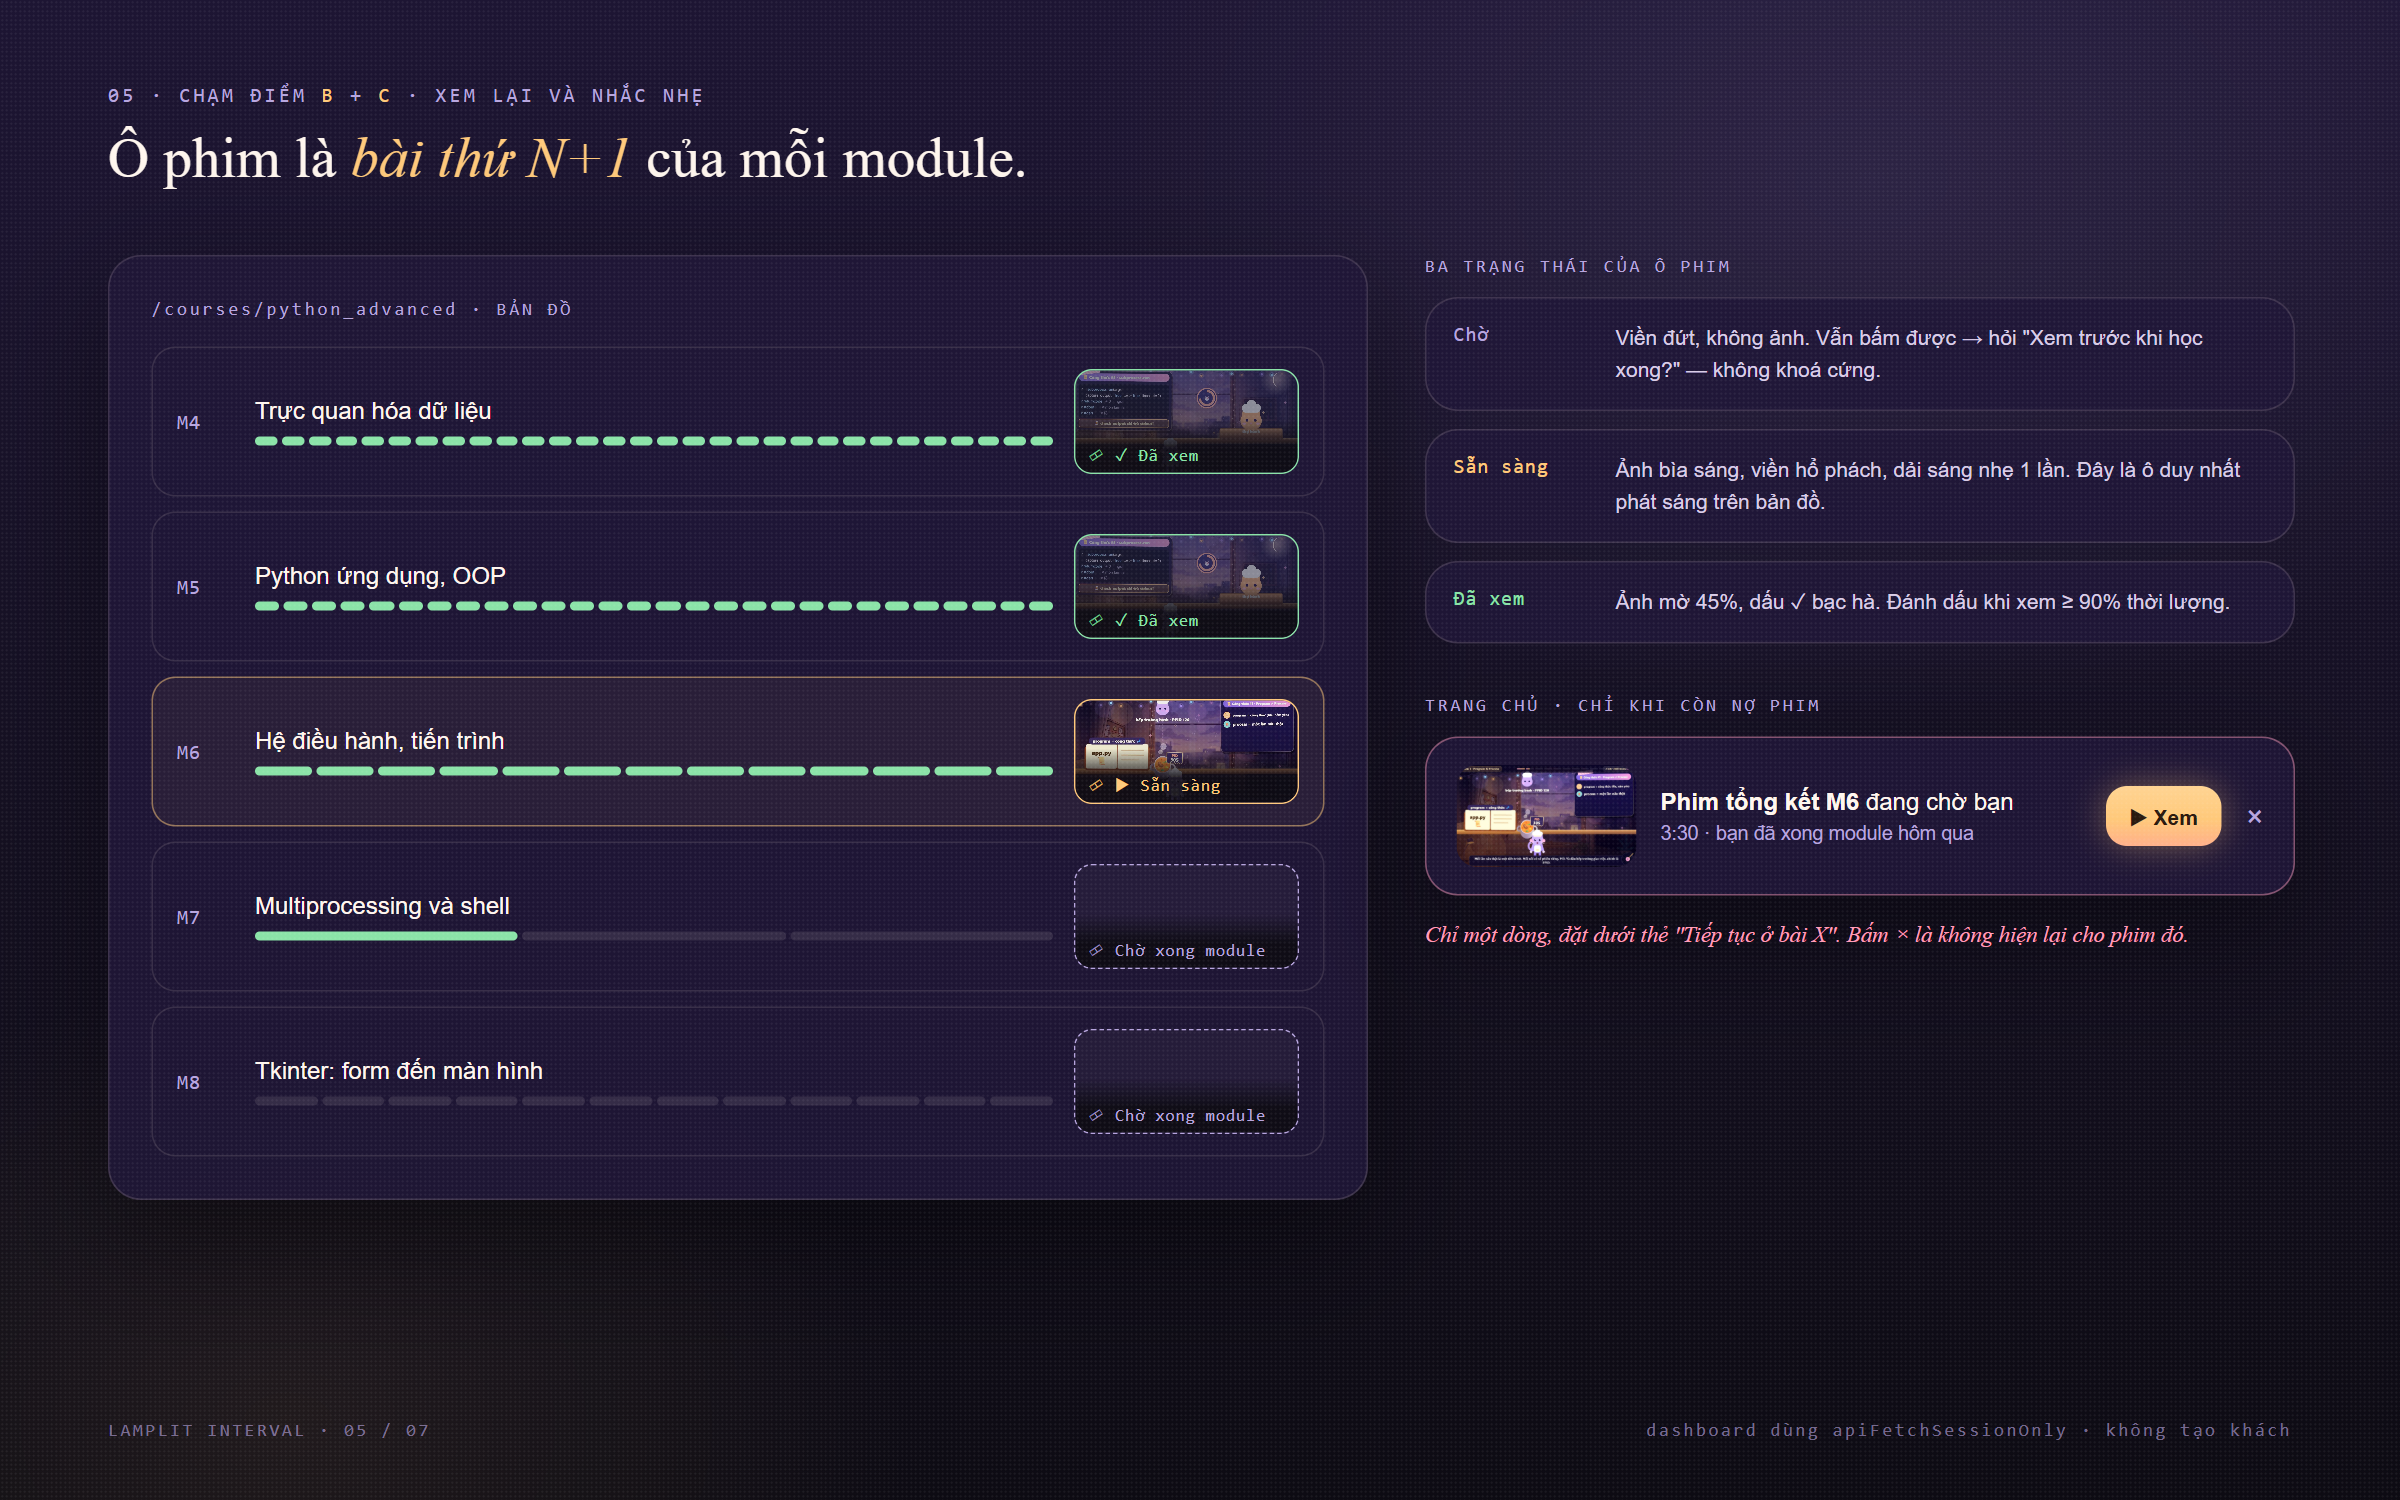 05 · CHẠM ĐIỂM B + C · XEM LẠI VÀ NHẮC NHẸ
Ô phim là bài thứ N+1 của mỗi module.
/courses/python_advanced · BẢN ĐỒ
M4
Trực quan hóa dữ liệu
✓ Đã xem
M5
Python ứng dụng, OOP
✓ Đã xem
M6
Hệ điều hành, tiến trình
app.py
▶ Sẵn sàng
M7
Multiprocessing và shell
Chờ xong module
M8
Tkinter: form đến màn hình
Chờ xong module
BA TRẠNG THÁI CỦA Ô PHIM
Chờ
Viền đứt, không ảnh. Vẫn bấm được → hỏi "Xem trước khi học
xong?" — không khoá cứng.
Sẵn sàng
Ảnh bìa sáng, viền hổ phách, dải sáng nhẹ 1 lần. Đây là ô duy nhất
phát sáng trên bản đồ.
Đã xem
Ảnh mờ 45%, dấu ✓ bạc hà. Đánh dấu khi xem ≥ 90% thời lượng.
TRANG CHỦ · CHỈ KHI CÒN NỢ PHIM
app.py
Phim tổng kết M6 đang chờ bạn
3:30 · bạn đã xong module hôm qua
▶ Xem
×
Chỉ một dòng, đặt dưới thẻ "Tiếp tục ở bài X". Bấm × là không hiện lại cho phim đó.
LAMPLIT INTERVAL · 05 / 07
dashboard dùng apiFetchSessionOnly · không tạo khách